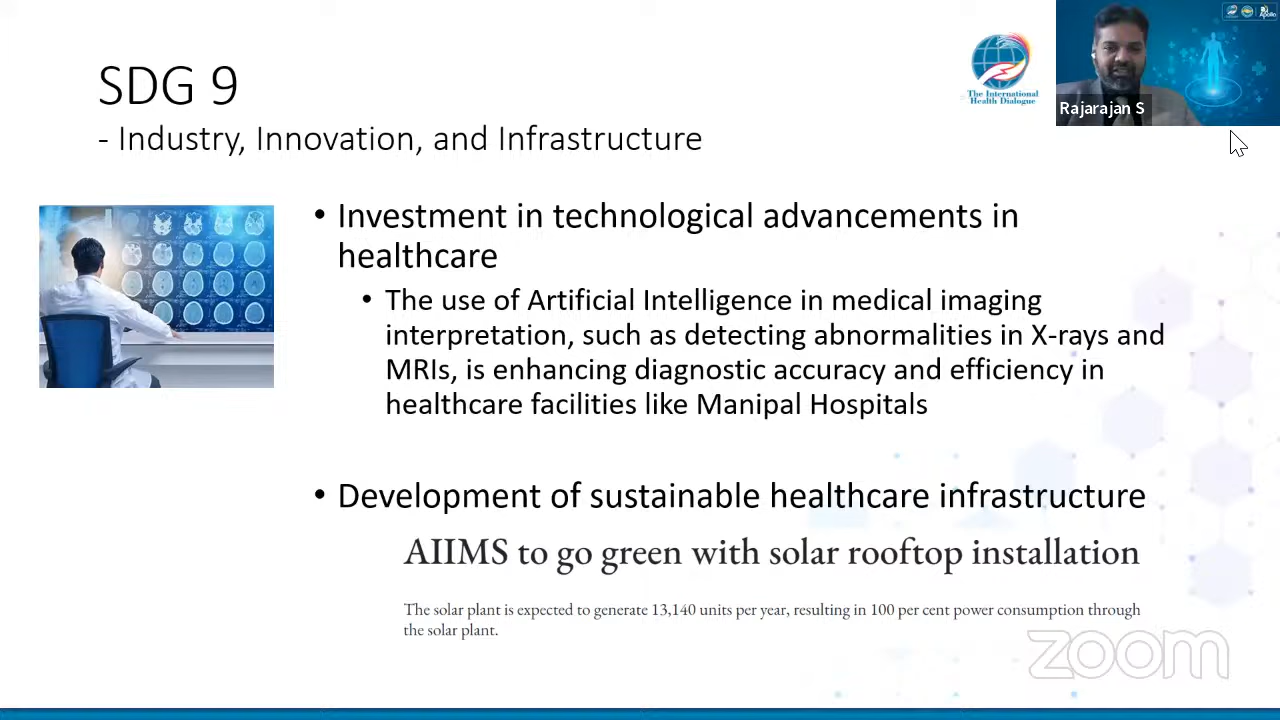 SDG 9
- Industry, Innovation, and Infrastructure
The International
Health Dialogue
Rajarajan S
Apollo
• Investment in technological advancements in
healthcare
• The use of Artificial Intelligence in medical imaging
interpretation, such as detecting abnormalities in X-rays and
MRIs, is enhancing diagnostic accuracy and efficiency in
healthcare facilities like Manipal Hospitals
• Development of sustainable healthcare infrastructure
AIIMS to go green with solar rooftop installation
The solar plant is expected to generate 13,140 units per year, resulting in 100 per cent power consumption through
the solar plant.
zoom